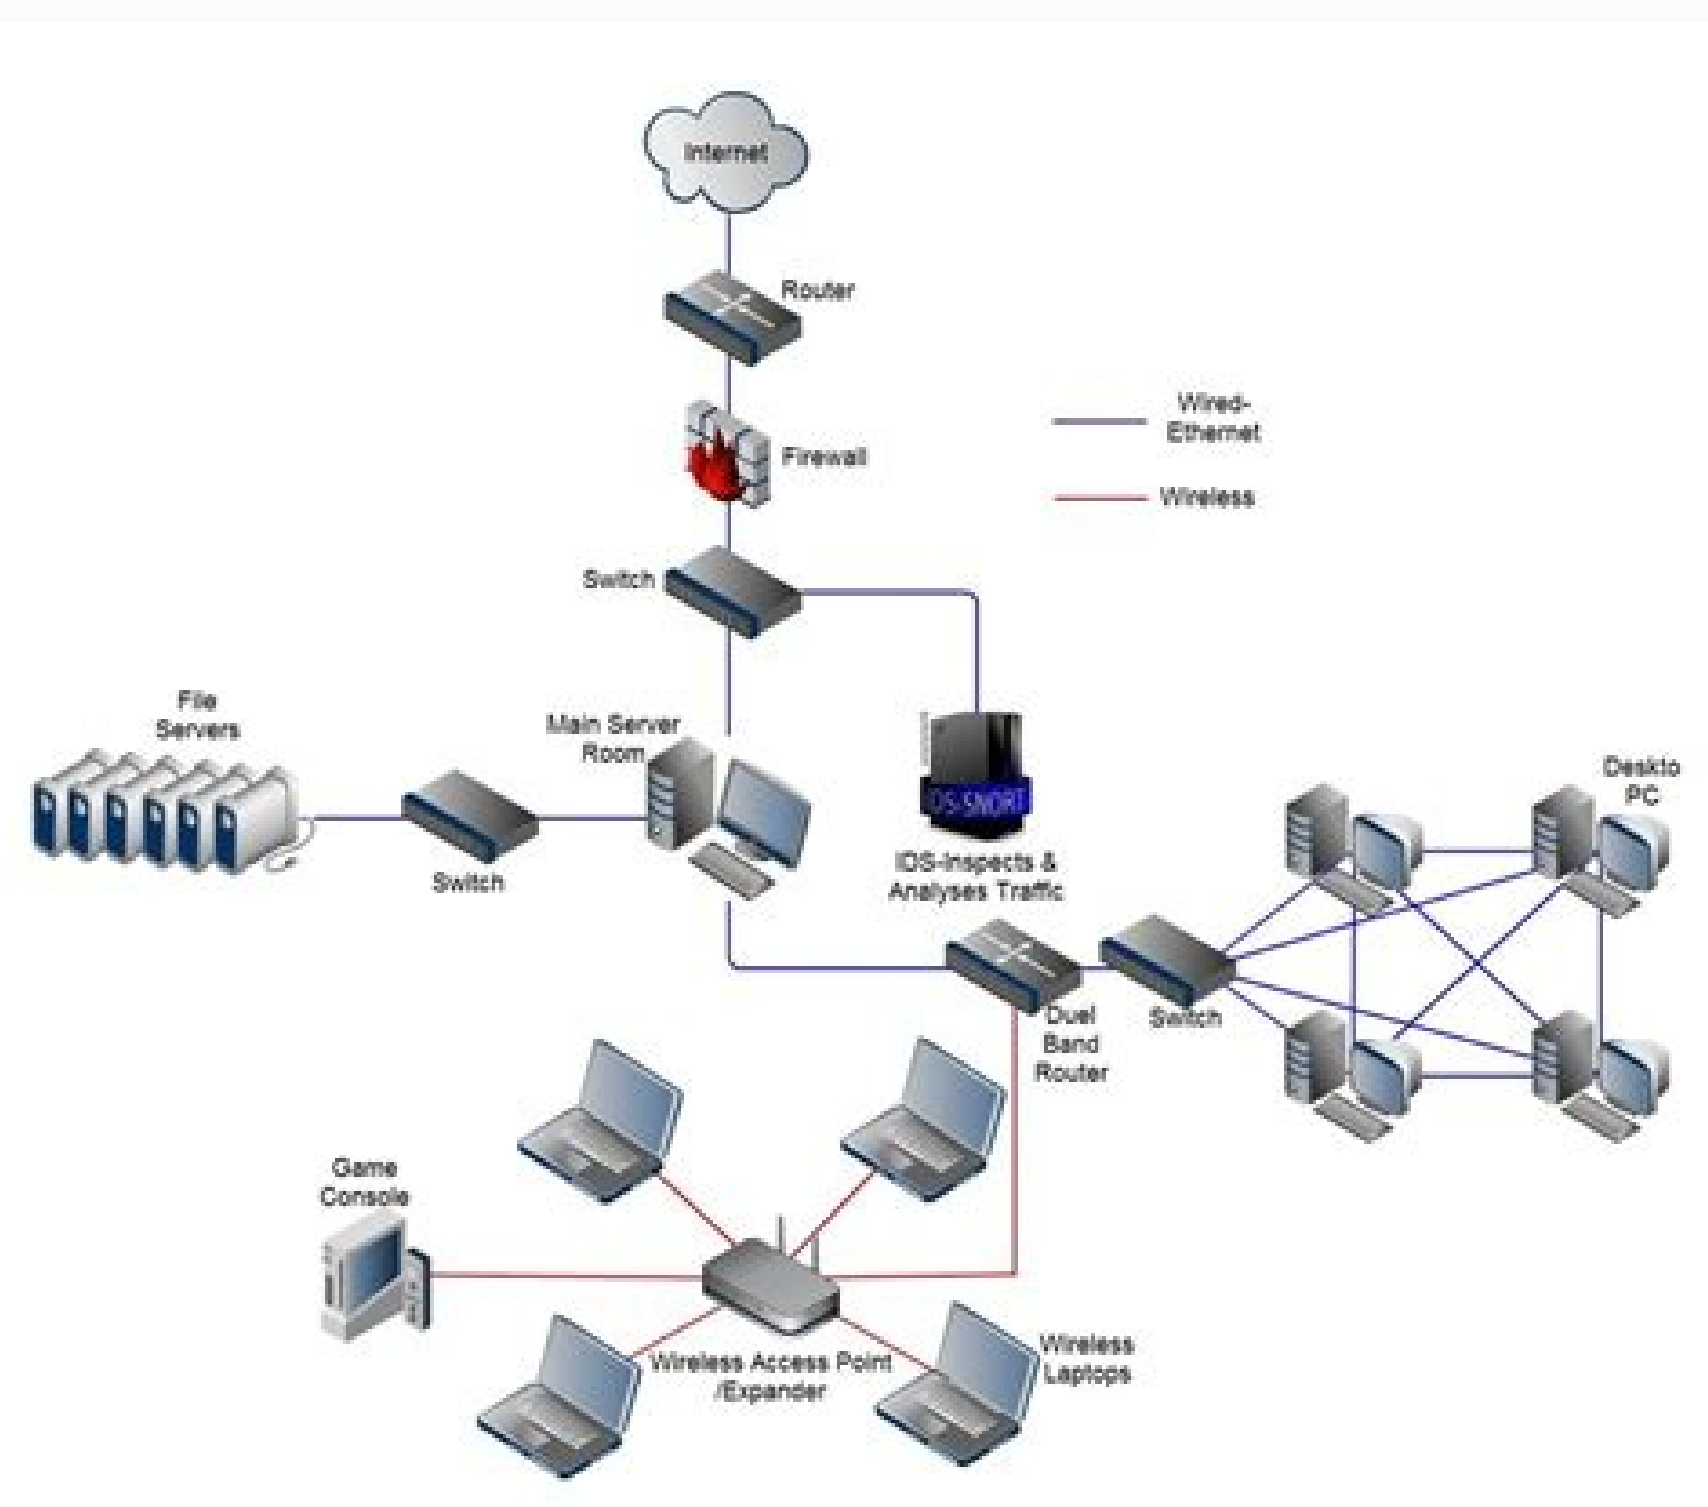 Internet
Router
Wired-
Ethernet
Firewall
Wireless
Switch
File
Servers
Main Server
Room
IDS-SNORT
Deskto
PC
IDS-Inspects &
Analyses Traffic
Switch
Duel
Band
Router
Switch
Game
Console
Wireless Access Point
/Expander
Wireless
Laptops